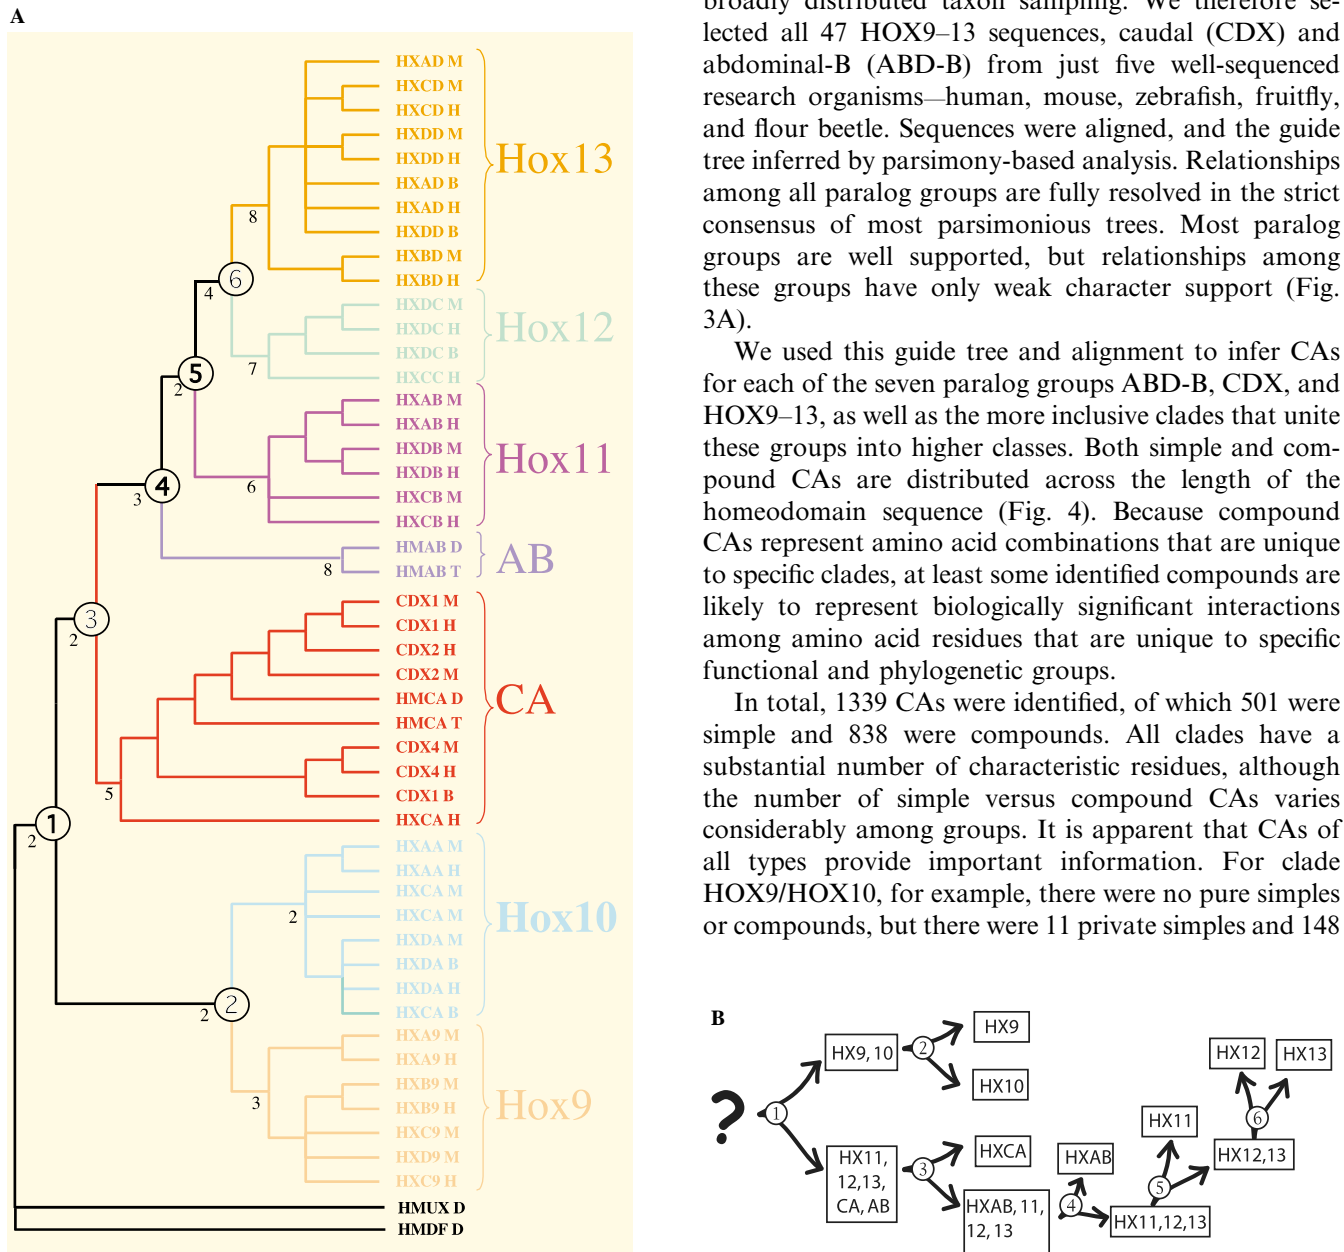 A
HXAD M
HXCD M
HXCD H
HXDD M
HXDD H
HXAD B
HXAD H
HXDD B
HXBD M
HXBD H
Hox13
8
6
4
HXDC M
HXDC H
HXDC B
HXCC H
Hox12
7
5
2
HXAB M
HXAB H
HXDB M
HXDB H
HXCB M
HXCB H
Hox11
6
4
3
HMAB D
HMAB T
AB
8
CDX1 M
CDX1 H
CDX2 H
CDX2 M
HMCA D
HMCA T
CDX4 M
CDX4 H
CDX1 B
HXCA H
CA
3
2
5
1
2
HXAA M
HXAA H
HXCA M
HXCA M
HXDA M
HXDA B
HXDA H
HXCA B
Hox10
2
2
2
HXA9 M
HXA9 H
HXB9 M
HXB9 H
HXC9 M
HXD9 M
HXC9 H
Hox9
3
HMUX D
HMDF D
broadly distributed taxon sampling. We therefore se-
lected all 47 HOX9–13 sequences, caudal (CDX) and
abdominal-B (ABD-B) from just five well-sequenced
research organisms—human, mouse, zebrafish, fruitfly,
and flour beetle. Sequences were aligned, and the guide
tree inferred by parsimony-based analysis. Relationships
among all paralog groups are fully resolved in the strict
consensus of most parsimonious trees. Most paralog
groups are well supported, but relationships among
these groups have only weak character support (Fig.
3A).
We used this guide tree and alignment to infer CAs
for each of the seven paralog groups ABD-B, CDX, and
HOX9–13, as well as the more inclusive clades that unite
these groups into higher classes. Both simple and com-
pound CAs are distributed across the length of the
homeodomain sequence (Fig. 4). Because compound
CAs represent amino acid combinations that are unique
to specific clades, at least some identified compounds are
likely to represent biologically significant interactions
among amino acid residues that are unique to specific
functional and phylogenetic groups.
In total, 1339 CAs were identified, of which 501 were
simple and 838 were compounds. All clades have a
substantial number of characteristic residues, although
the number of simple versus compound CAs varies
considerably among groups. It is apparent that CAs of
all types provide important information. For clade
HOX9/HOX10, for example, there were no pure simples
or compounds, but there were 11 private simples and 148
B
?
1
HX9, 10
2
HX9
HX10
HX11,
12,13,
CA, AB
3
HXCA
HXAB, 11,
12, 13
4
HXAB
HX11,12,13
5
HX11
HX12,13
6
HX12
HX13